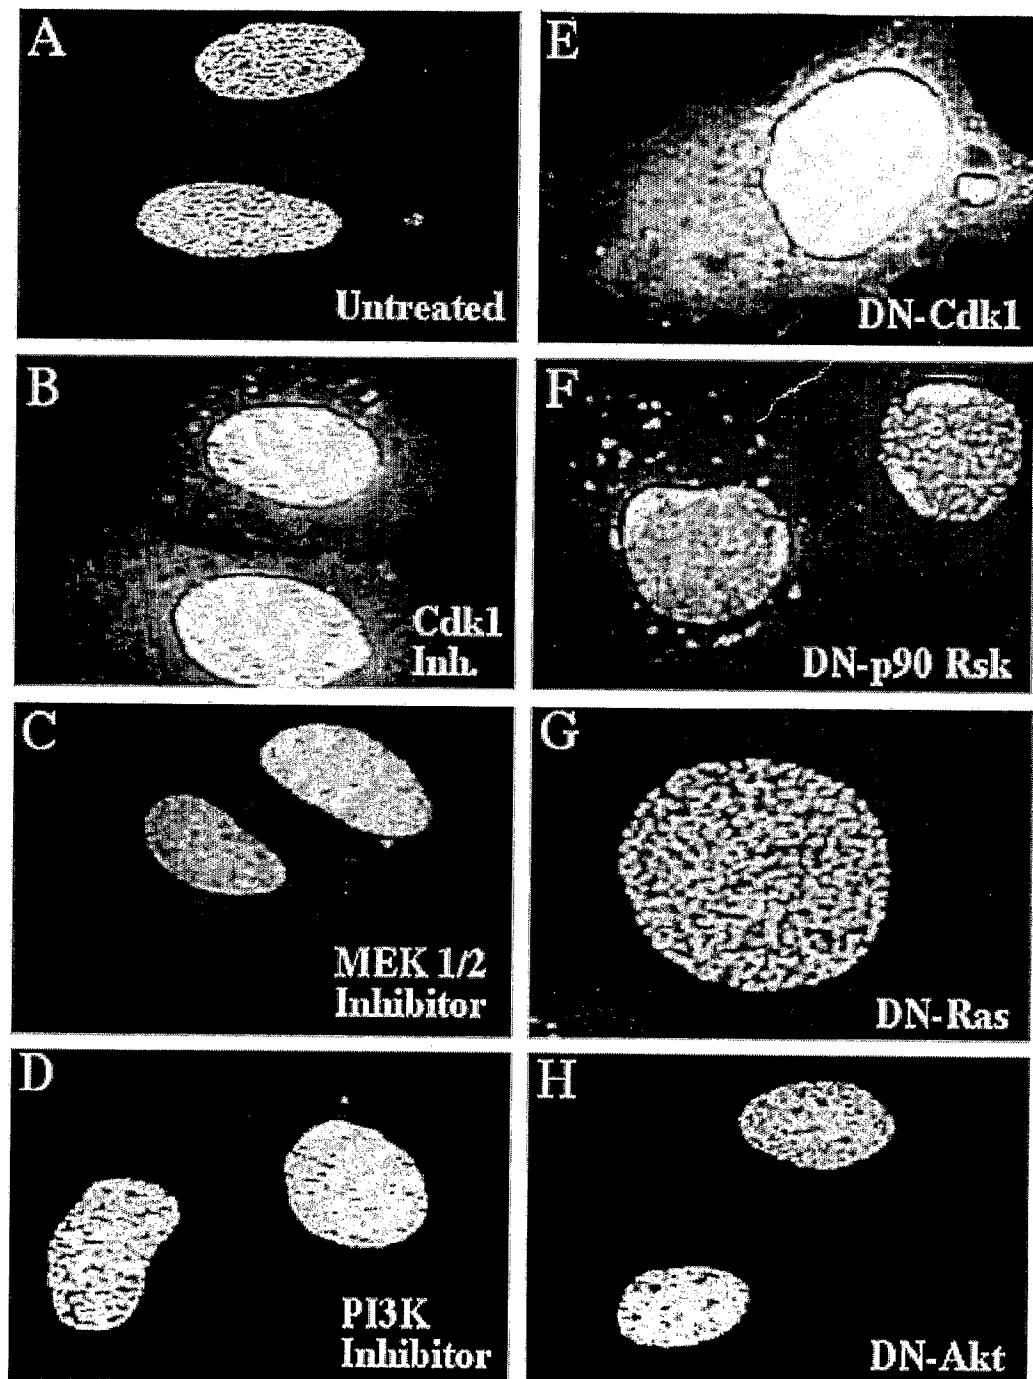 A
Untreated
B
Cdk1
Inh.
C
MEK 1/2
Inhibitor
D
PI3K
Inhibitor
E
DN-Cdk1
F
DN-p90 Rsk
G
DN-Ras
H
DN-Akt